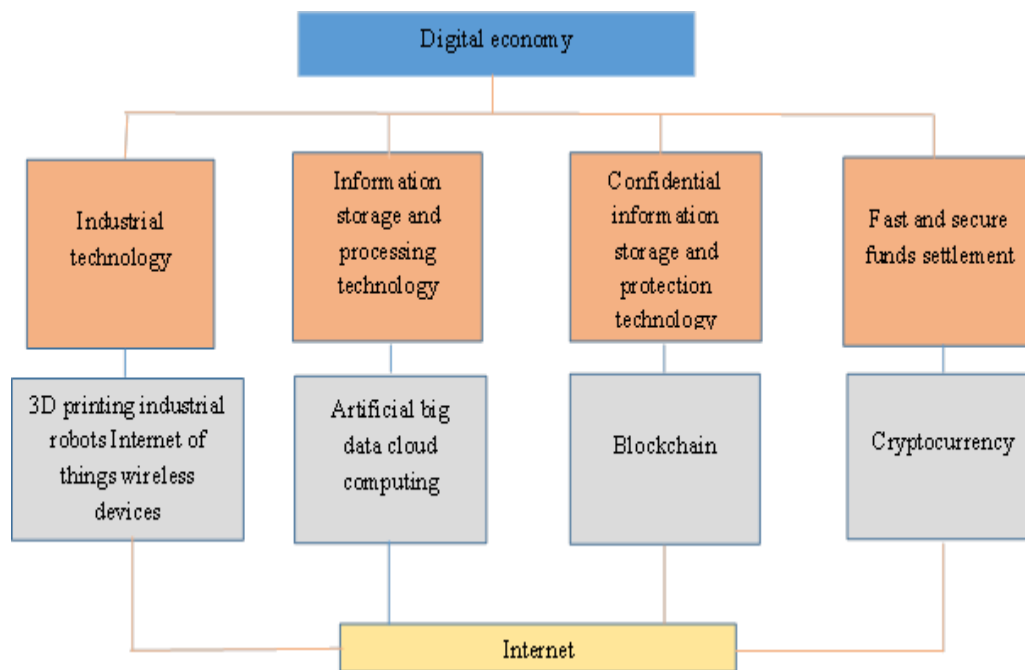 Digital economy
Industrial
technology
Information
storage and
processing
technology
Confidential
information
storage and
protection
technology
Fast and secure
funds settlement
3D printing industrial
robots Internet of
things wireless
devices
Artificial big
data cloud
computing
Blockchain
Cryptocurrency
Internet